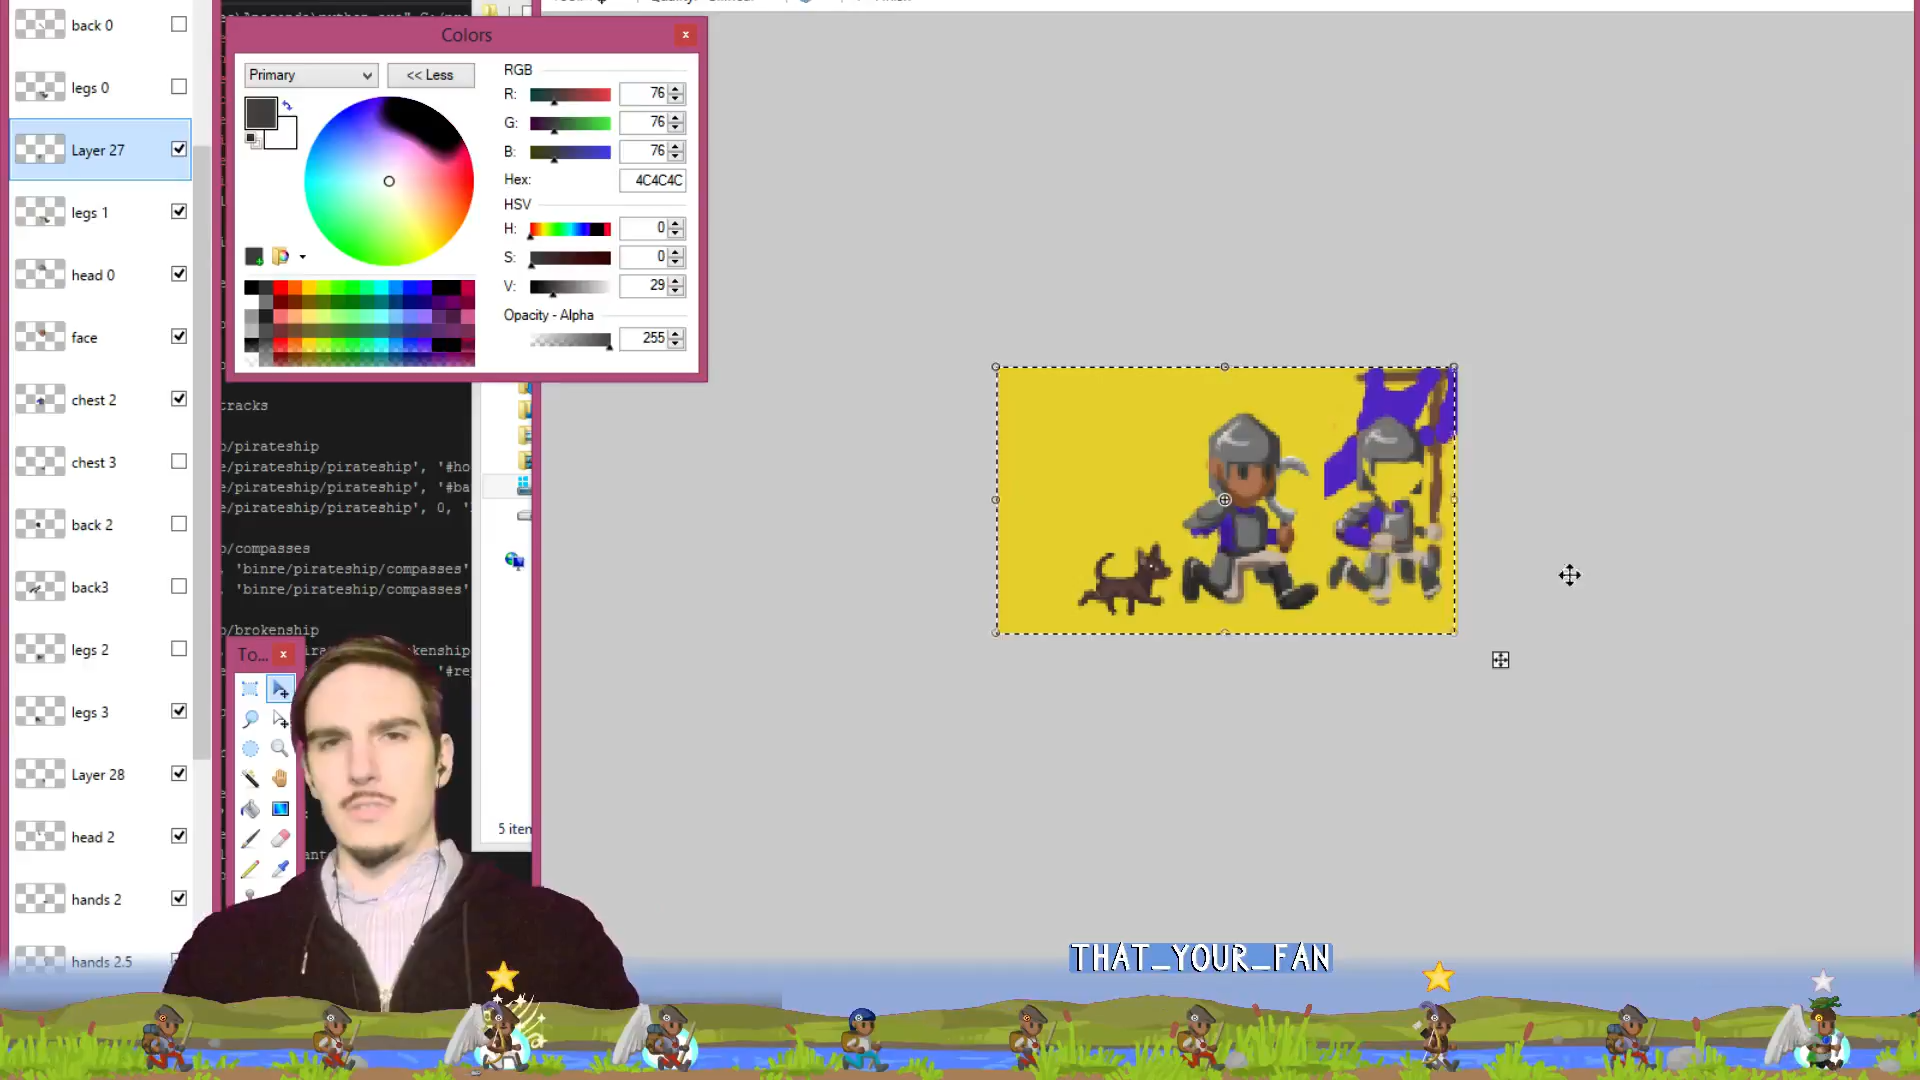 back 0
legs 0
Layer 27
legs 1
head 0
face
chest 2
chest 3
back 2
back3
legs 2
legs 3
Layer 28
head 2
hands 2
hands 2.5
Colors
Primary
<< Less
RGB
R: 76
G: 76
B: 76
Hex: 4C4C4C
HSV
H: 0
S: 0
V: 29
Opacity - Alpha
255
tracks
o/pirateship
e/pirateship/pirateship', '#ho
e/pirateship/pirateship', '#ba
e/pirateship/pirateship', 0, '
o/compasses
'binre/pirateship/compasses'
'binre/pirateship/compasses'
o/brokenship
To...
5 iten
THAT_YOUR_FAN